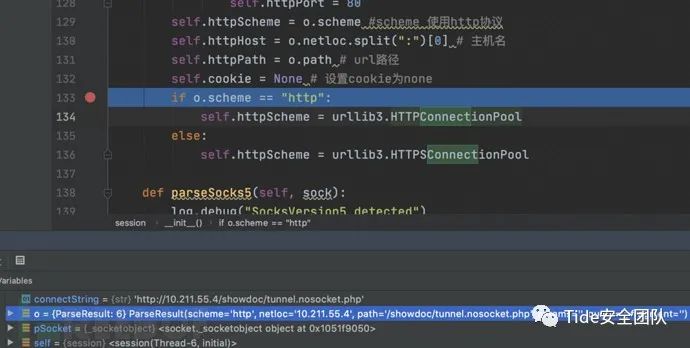 128 self.httpPort = 80
129 self.httpScheme = o.scheme #scheme 使用http协议
130 self.httpHost = o.netloc.split(":")[0] # 主机名
131 self.httpPath = o.path # url路径
132 self.cookie = None # 设置cookie为none
133 if o.scheme == "http":
134 self.httpScheme = urllib3.HTTPConnectionPool
135 else:
136 self.httpScheme = urllib3.HTTPSConnectionPool
137
138 def parseSocks5(self, sock):
139 log.debug("SocksVersion5 detected")
session › __init__() › if o.scheme == "http"
Variables
connectString = {str} 'http://10.211.55.4/showdoc/tunnel.nosocket.php'
o = {ParseResult: 6} ParseResult(scheme='http', netloc='10.211.55.4', path='/showdoc/tunnel.nosocket.php'
pSocket = {_socketobject} <socket._socketobject object at 0x1051f9050>
self = {session} <session(Thread-6, initial)>
Tide安全团队